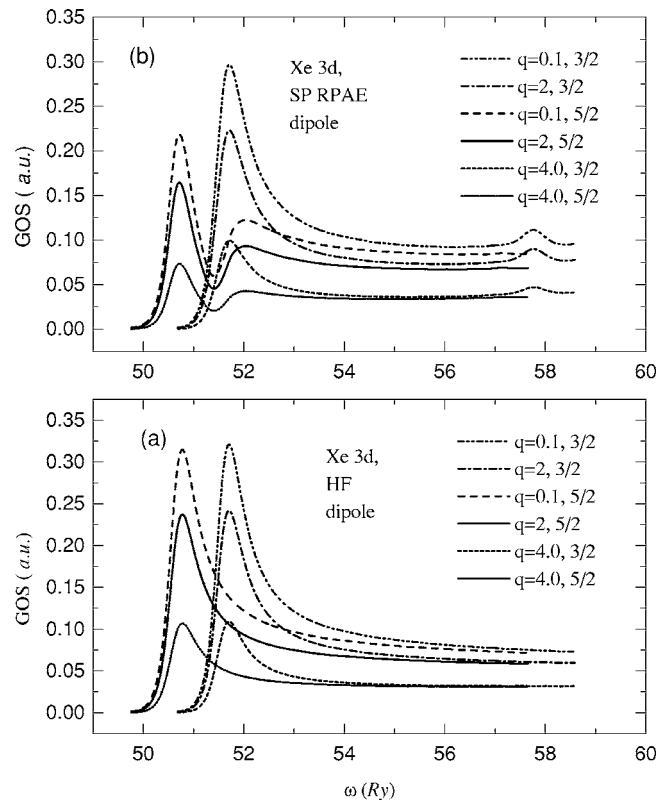 (b)
Xe 3d,
SP RPAE
dipole
q=0.1, 3/2
q=2, 3/2
q=0.1, 5/2
q=2, 5/2
q=4.0, 3/2
q=4.0, 5/2
GOS ( a.u.)
0.35
0.30
0.25
0.20
0.15
0.10
0.05
0.00
50 52 54 56 58 60
(a)
Xe 3d,
HF
dipole
q=0.1, 3/2
q=2, 3/2
q=0.1, 5/2
q=2, 5/2
q=4.0, 3/2
q=4.0, 5/2
GOS ( a.u.)
0.35
0.30
0.25
0.20
0.15
0.10
0.05
0.00
50 52 54 56 58 60
ω (Ry)